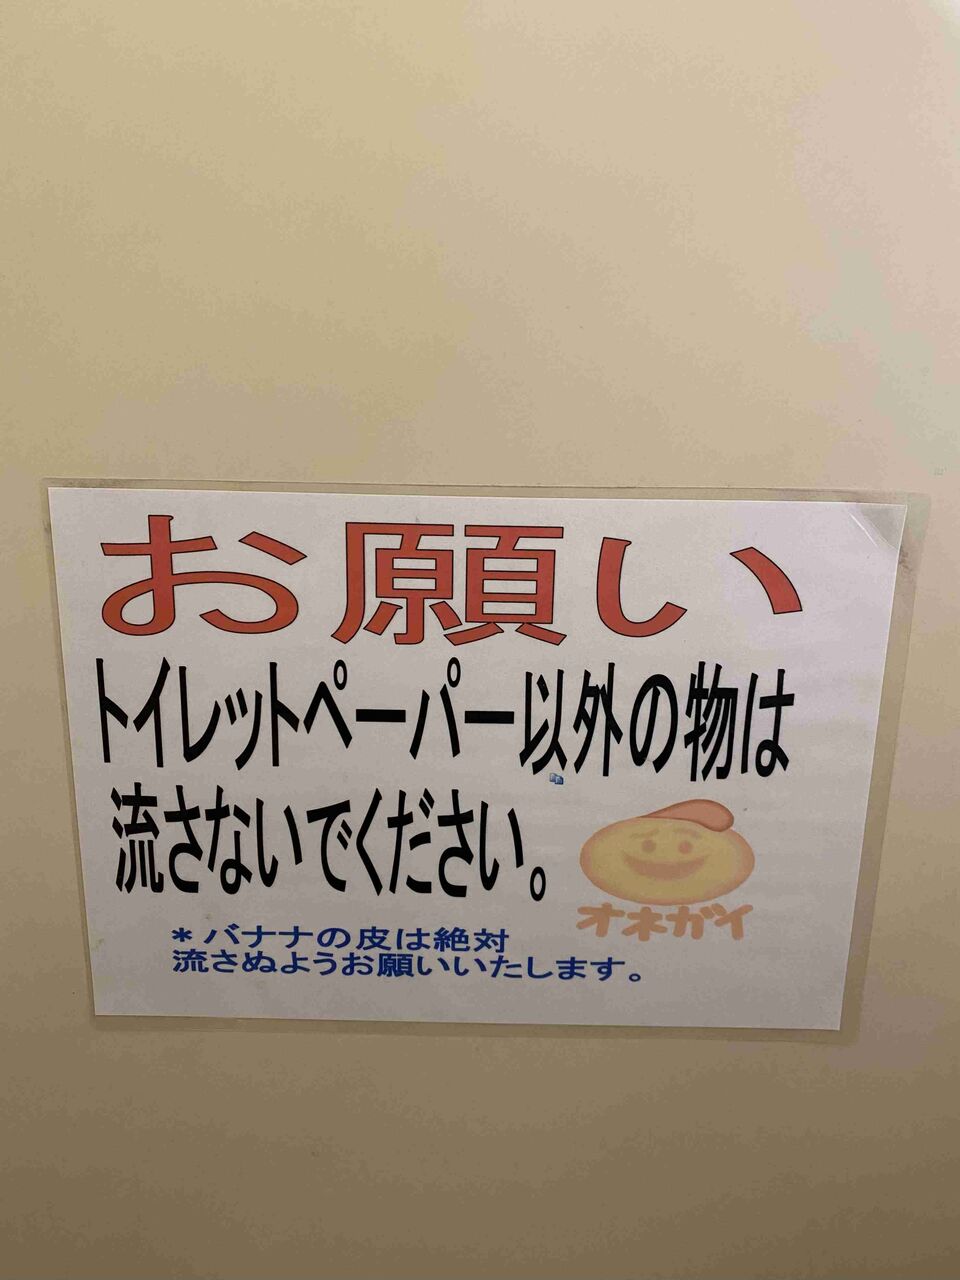 お願い
トイレットペーパー以外の物は
流さないでください。
オネガイ
*バナナの皮は絶対
流さぬようお願いいたします。